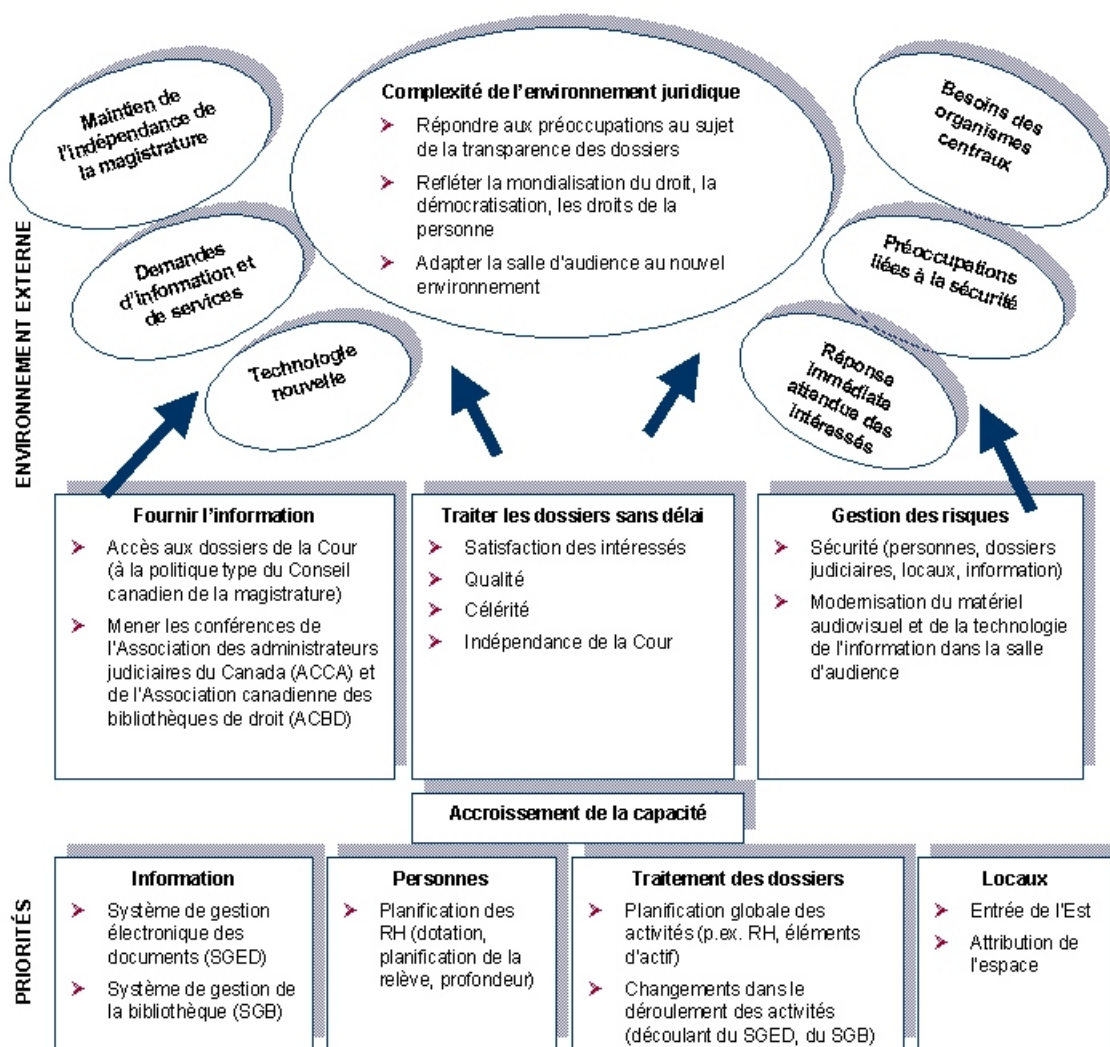 ENVIRONNEMENT EXTERNE
Maintien de
l'indépendance de
la magistrature
Demandes
d'information et
de services
Technologie
nouvelle
Complexité de l'environnement juridique
Répondre aux préoccupations au sujet
de la transparence des dossiers
Refléter la mondialisation du droit, la
démocratisation, les droits de la
personne
Adapter la salle d'audience au nouvel
environnement
Besoins des
organismes
centraux
Préoccupations
liées à la sécurité
Réponse
immédiate
attendue des
intéressés
Fournir l'information
Accès aux dossiers de la Cour
(à la politique type du Conseil
canadien de la magistrature)
Mener les conférences de
l'Association des administrateurs
judiciaires du Canada (ACCA) et
de l'Association canadienne des
bibliothèques de droit (ACBD)
Traiter les dossiers sans délai
Satisfaction des intéressés
Qualité
Célérité
Indépendance de la Cour
Gestion des risques
Sécurité (personnes, dossiers
judiciaires, locaux, information)
Modernisation du matériel
audiovisuel et de la technologie
de l'information dans la salle
d'audience
Accroissement de la capacité
PRIORITÉS
Information
Système de gestion
électronique des
documents (SGED)
Système de gestion de
la bibliothèque (SGB)
Personnes
Planification des
RH (dotation,
planification de la
relève, profondeur)
Traitement des dossiers
Planification globale des
activités (p.ex. RH, éléments
d'actif)
Changements dans le
déroulement des activités
(découlant du SGED, du SGB)
Locaux
Entrée de l'Est
Attribution de
l'espace